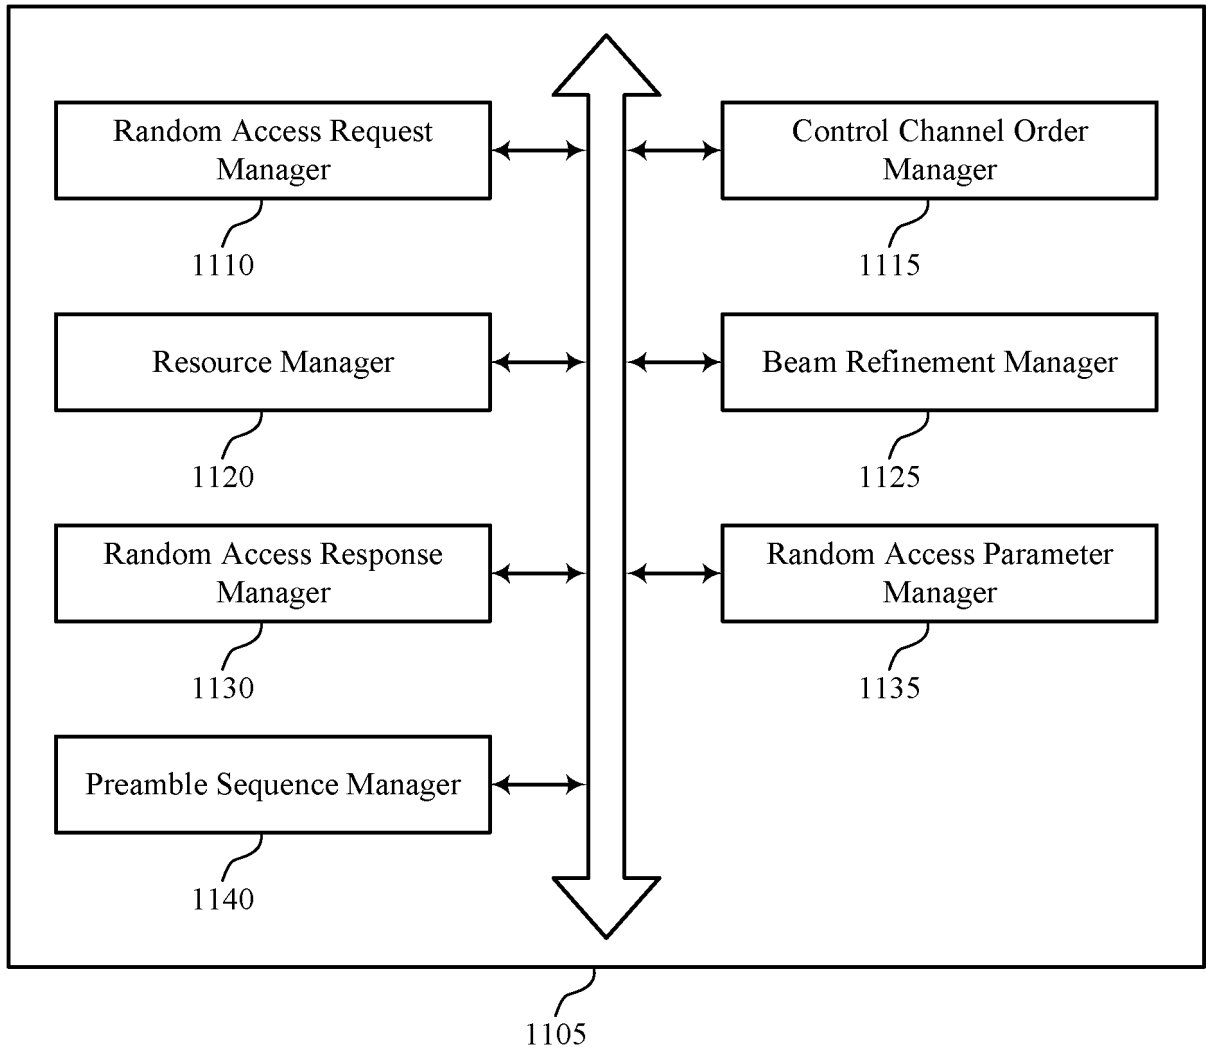 Random Access Request
Manager
1110
Control Channel Order
Manager
1115
Resource Manager
1120
Beam Refinement Manager
1125
Random Access Response
Manager
1130
Random Access Parameter
Manager
1135
Preamble Sequence Manager
1140
1105